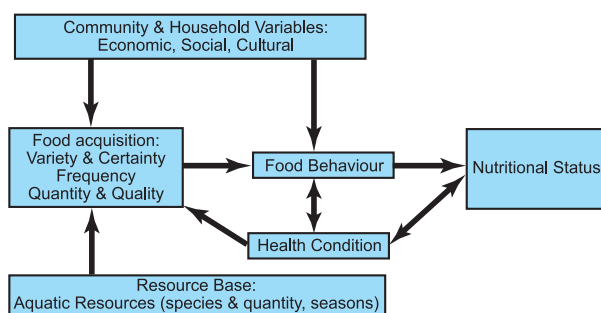 Community & Household Variables:
Economic, Social, Cultural
Food acquisition:
Variety & Certainty
Frequency
Quantity & Quality
Food Behaviour
Nutritional Status
Health Condition
Resource Base:
Aquatic Resources (species & quantity, seasons)